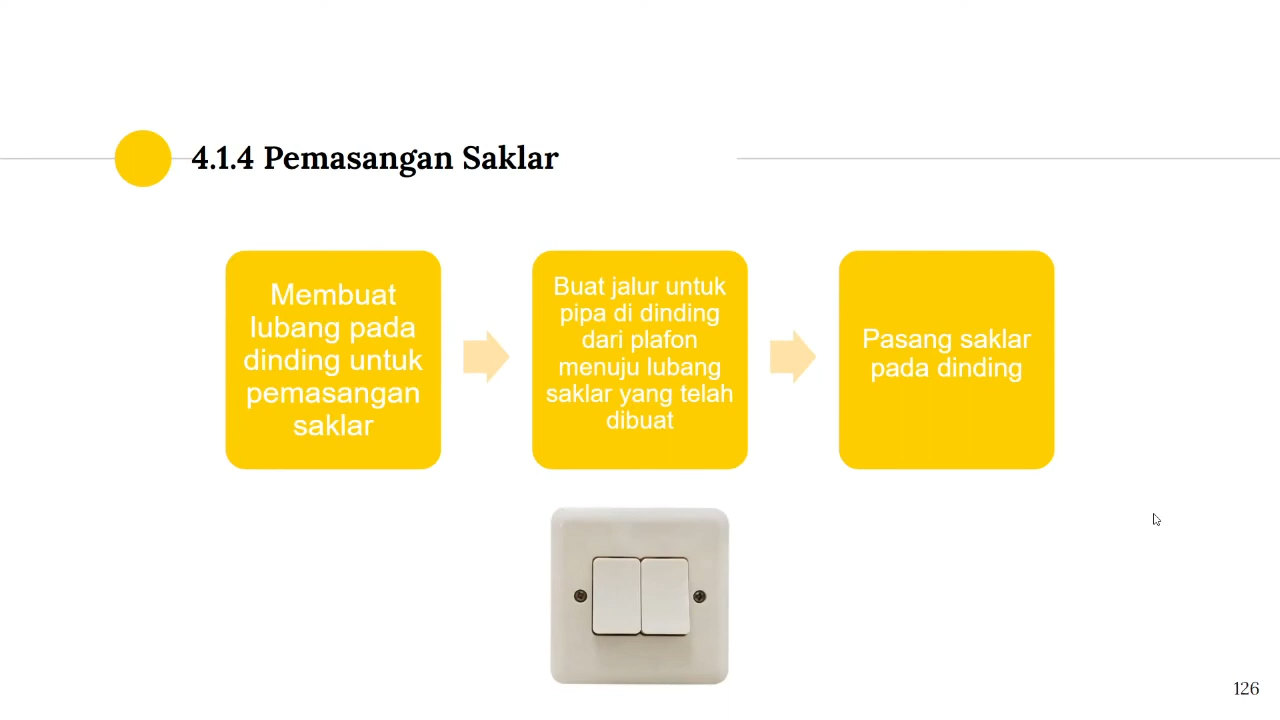 4.1.4 Pemasangan Saklar
Membuat
lubang pada
dinding untuk
pemasangan
saklar
Buat jalur untuk
pipa di dinding
dari plafon
menuju lubang
saklar yang telah
dibuat
Pasang saklar
pada dinding
126